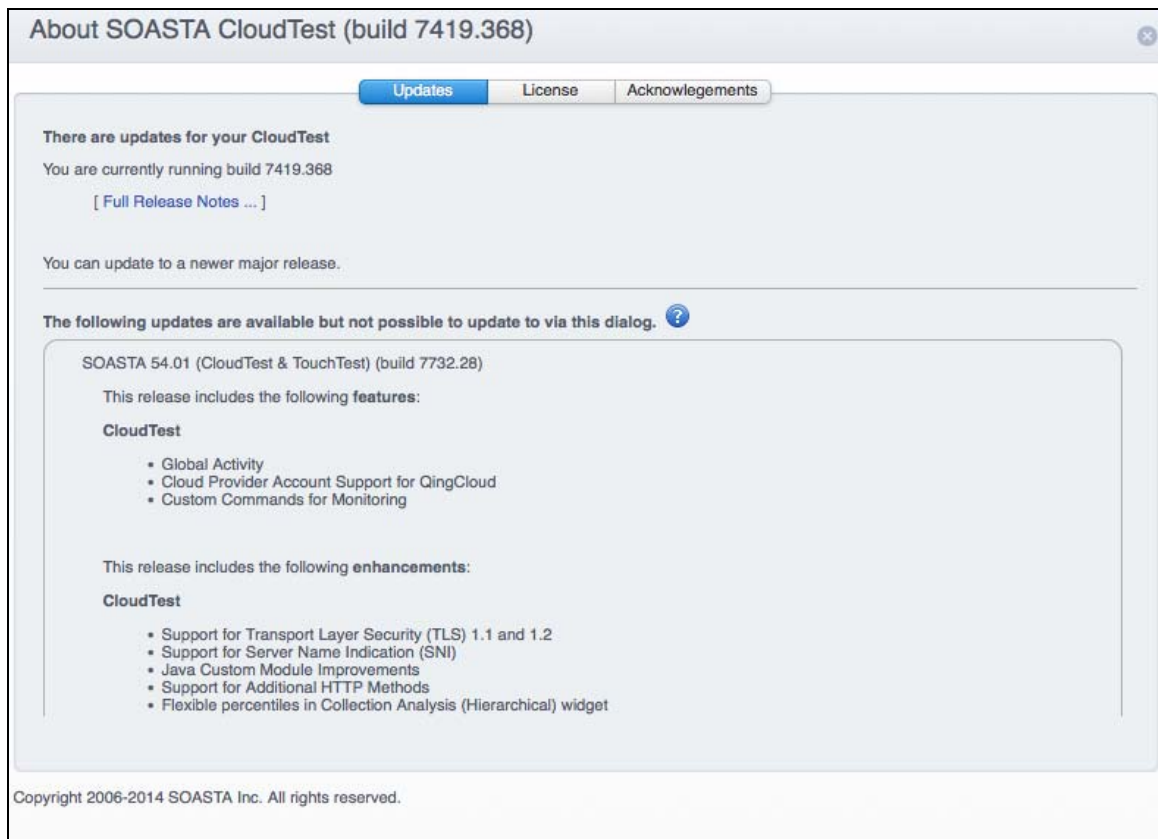 About SOASTA CloudTest (build 7419.368)
Updates
License
Acknowlegements
There are updates for your CloudTest
You are currently running build 7419.368
[ Full Release Notes ... ]
You can update to a newer major release.
The following updates are available but not possible to update to via this dialog. ?
SOASTA 54.01 (CloudTest & TouchTest) (build 7732.28)
This release includes the following features:
CloudTest
• Global Activity
• Cloud Provider Account Support for QingCloud
• Custom Commands for Monitoring
This release includes the following enhancements:
CloudTest
• Support for Transport Layer Security (TLS) 1.1 and 1.2
• Support for Server Name Indication (SNI)
• Java Custom Module Improvements
• Support for Additional HTTP Methods
• Flexible percentiles in Collection Analysis (Hierarchical) widget
Copyright 2006-2014 SOASTA Inc. All rights reserved.